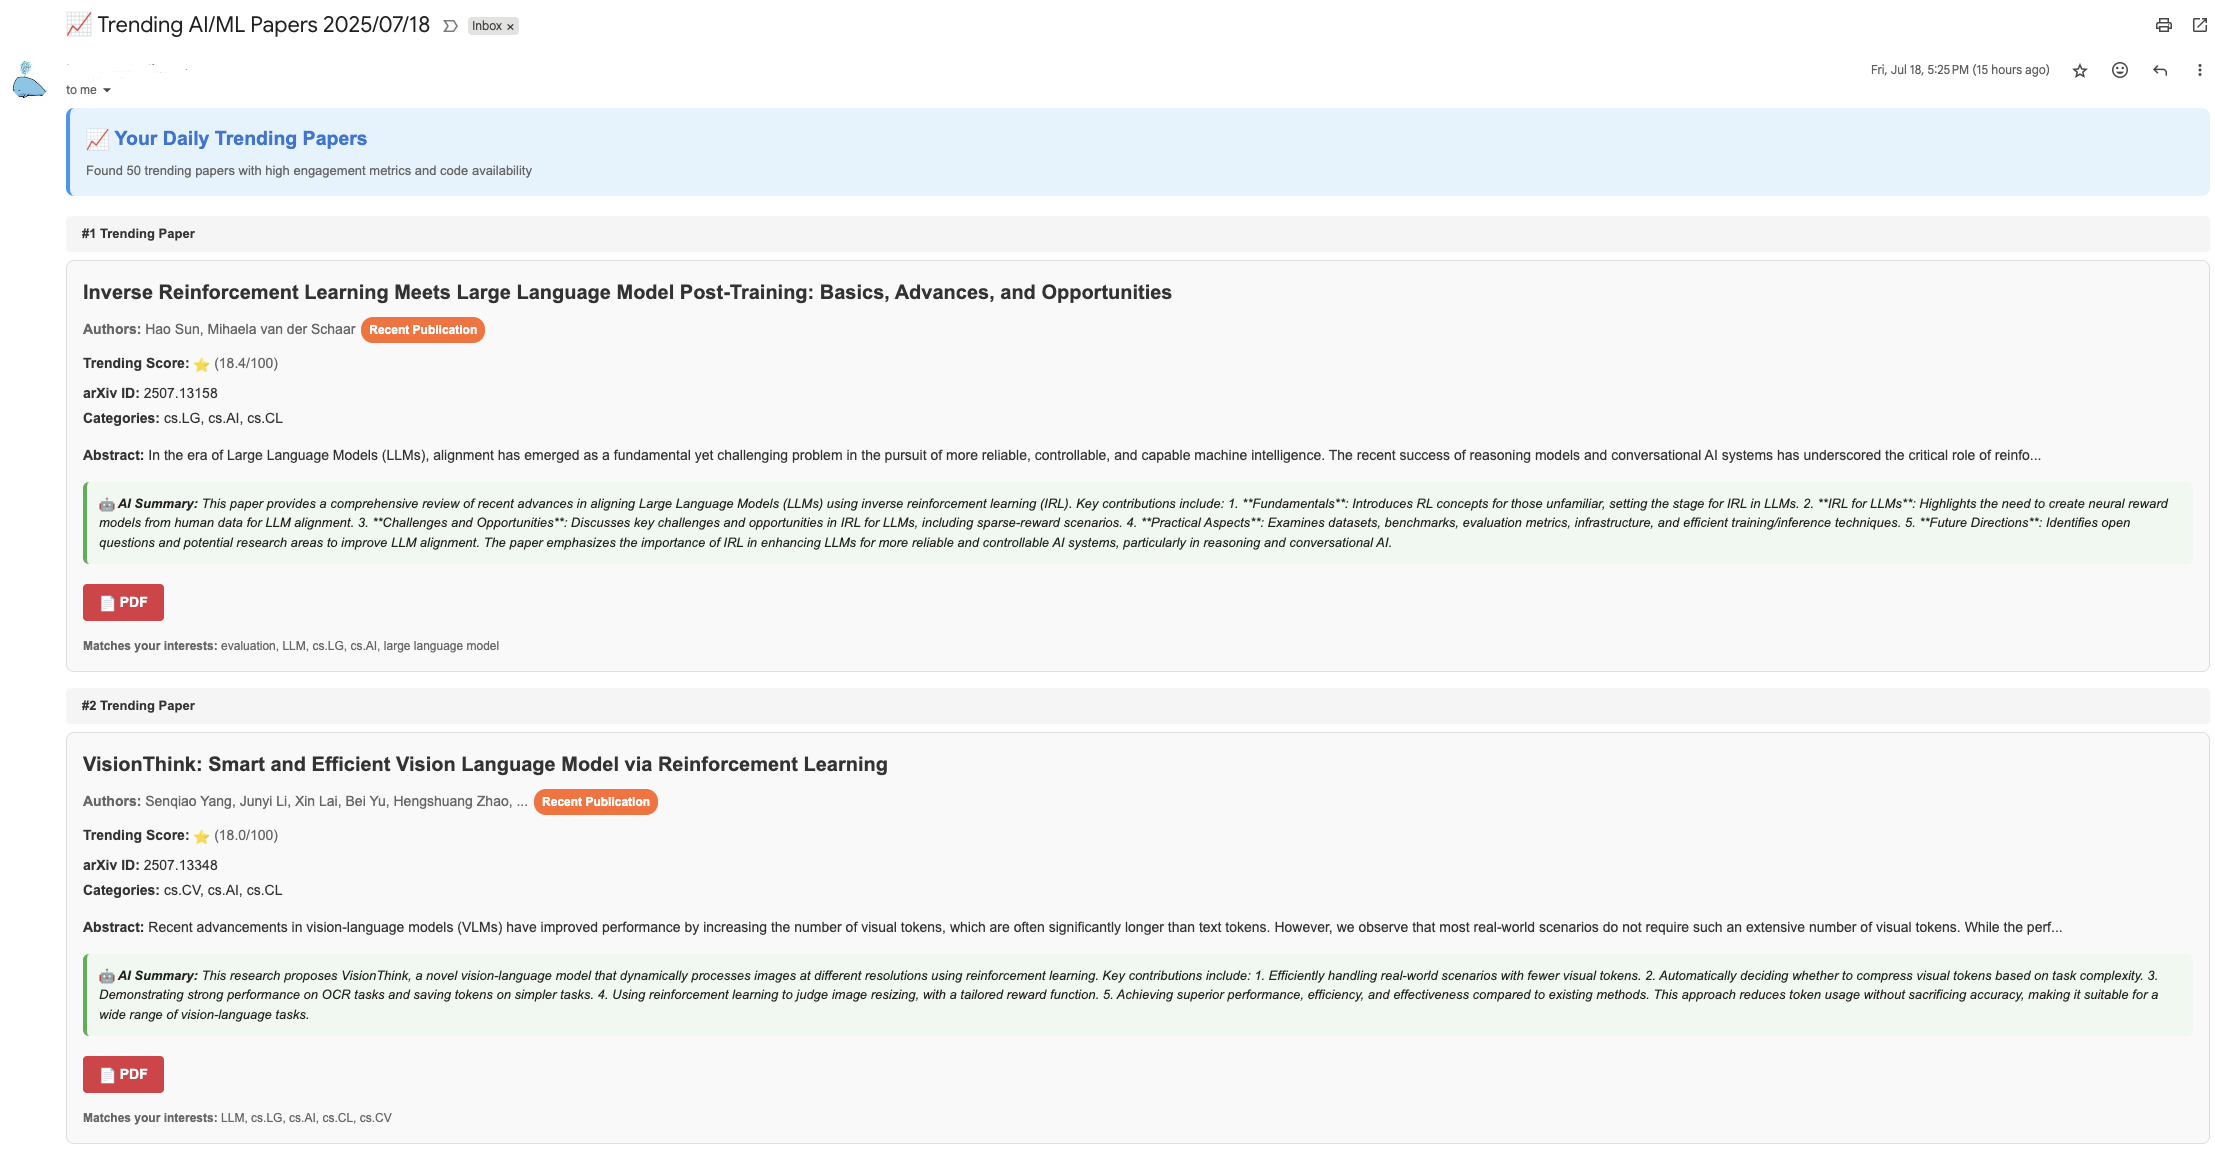 📈 Trending AI/ML Papers 2025/07/18 Inbox ×
Fri, Jul 18, 5:25 PM (15 hours ago)
to me
📈 Your Daily Trending Papers
Found 50 trending papers with high engagement metrics and code availability
#1 Trending Paper
Inverse Reinforcement Learning Meets Large Language Model Post-Training: Basics, Advances, and Opportunities
Authors: Hao Sun, Mihaela van der Schaar Recent Publication
Trending Score: ⭐ (18.4/100)
arXiv ID: 2507.13158
Categories: cs.LG, cs.AI, cs.CL
Abstract: In the era of Large Language Models (LLMs), alignment has emerged as a fundamental yet challenging problem in the pursuit of more reliable, controllable, and capable machine intelligence. The recent success of reasoning models and conversational AI systems has underscored the critical role of reinfo...
🤖 AI Summary: This paper provides a comprehensive review of recent advances in aligning Large Language Models (LLMs) using inverse reinforcement learning (IRL). Key contributions include: 1. **Fundamentals**: Introduces RL concepts for those unfamiliar, setting the stage for IRL in LLMs. 2. **IRL for LLMs**: Highlights the need to create neural reward
models from human data for LLM alignment. 3. **Challenges and Opportunities**: Discusses key challenges and opportunities in IRL for LLMs, including sparse-reward scenarios. 4. **Practical Aspects**: Examines datasets, benchmarks, evaluation metrics, infrastructure, and efficient training/inference techniques. 5. **Future Directions**: Identifies open
questions and potential research areas to improve LLM alignment. The paper emphasizes the importance of IRL in enhancing LLMs for more reliable and controllable AI systems, particularly in reasoning and conversational AI.
📄 PDF
Matches your interests: evaluation, LLM, cs.LG, cs.AI, large language model
#2 Trending Paper
VisionThink: Smart and Efficient Vision Language Model via Reinforcement Learning
Authors: Senqiao Yang, Junyi Li, Xin Lai, Bei Yu, Hengshuang Zhao, ... Recent Publication
Trending Score: ⭐ (18.0/100)
arXiv ID: 2507.13348
Categories: cs.CV, cs.AI, cs.CL
Abstract: Recent advancements in vision-language models (VLMs) have improved performance by increasing the number of visual tokens, which are often significantly longer than text tokens. However, we observe that most real-world scenarios do not require such an extensive number of visual tokens. While the perf...
🤖 AI Summary: This research proposes VisionThink, a novel vision-language model that dynamically processes images at different resolutions using reinforcement learning. Key contributions include: 1. Efficiently handling real-world scenarios with fewer visual tokens. 2. Automatically deciding whether to compress visual tokens based on task complexity. 3.
Demonstrating strong performance on OCR tasks and saving tokens on simpler tasks. 4. Using reinforcement learning to judge image resizing, with a tailored reward function. 5. Achieving superior performance, efficiency, and effectiveness compared to existing methods. This approach reduces token usage without sacrificing accuracy, making it suitable for a
wide range of vision-language tasks.
📄 PDF
Matches your interests: LLM, cs.LG, cs.AI, cs.CL, cs.CV